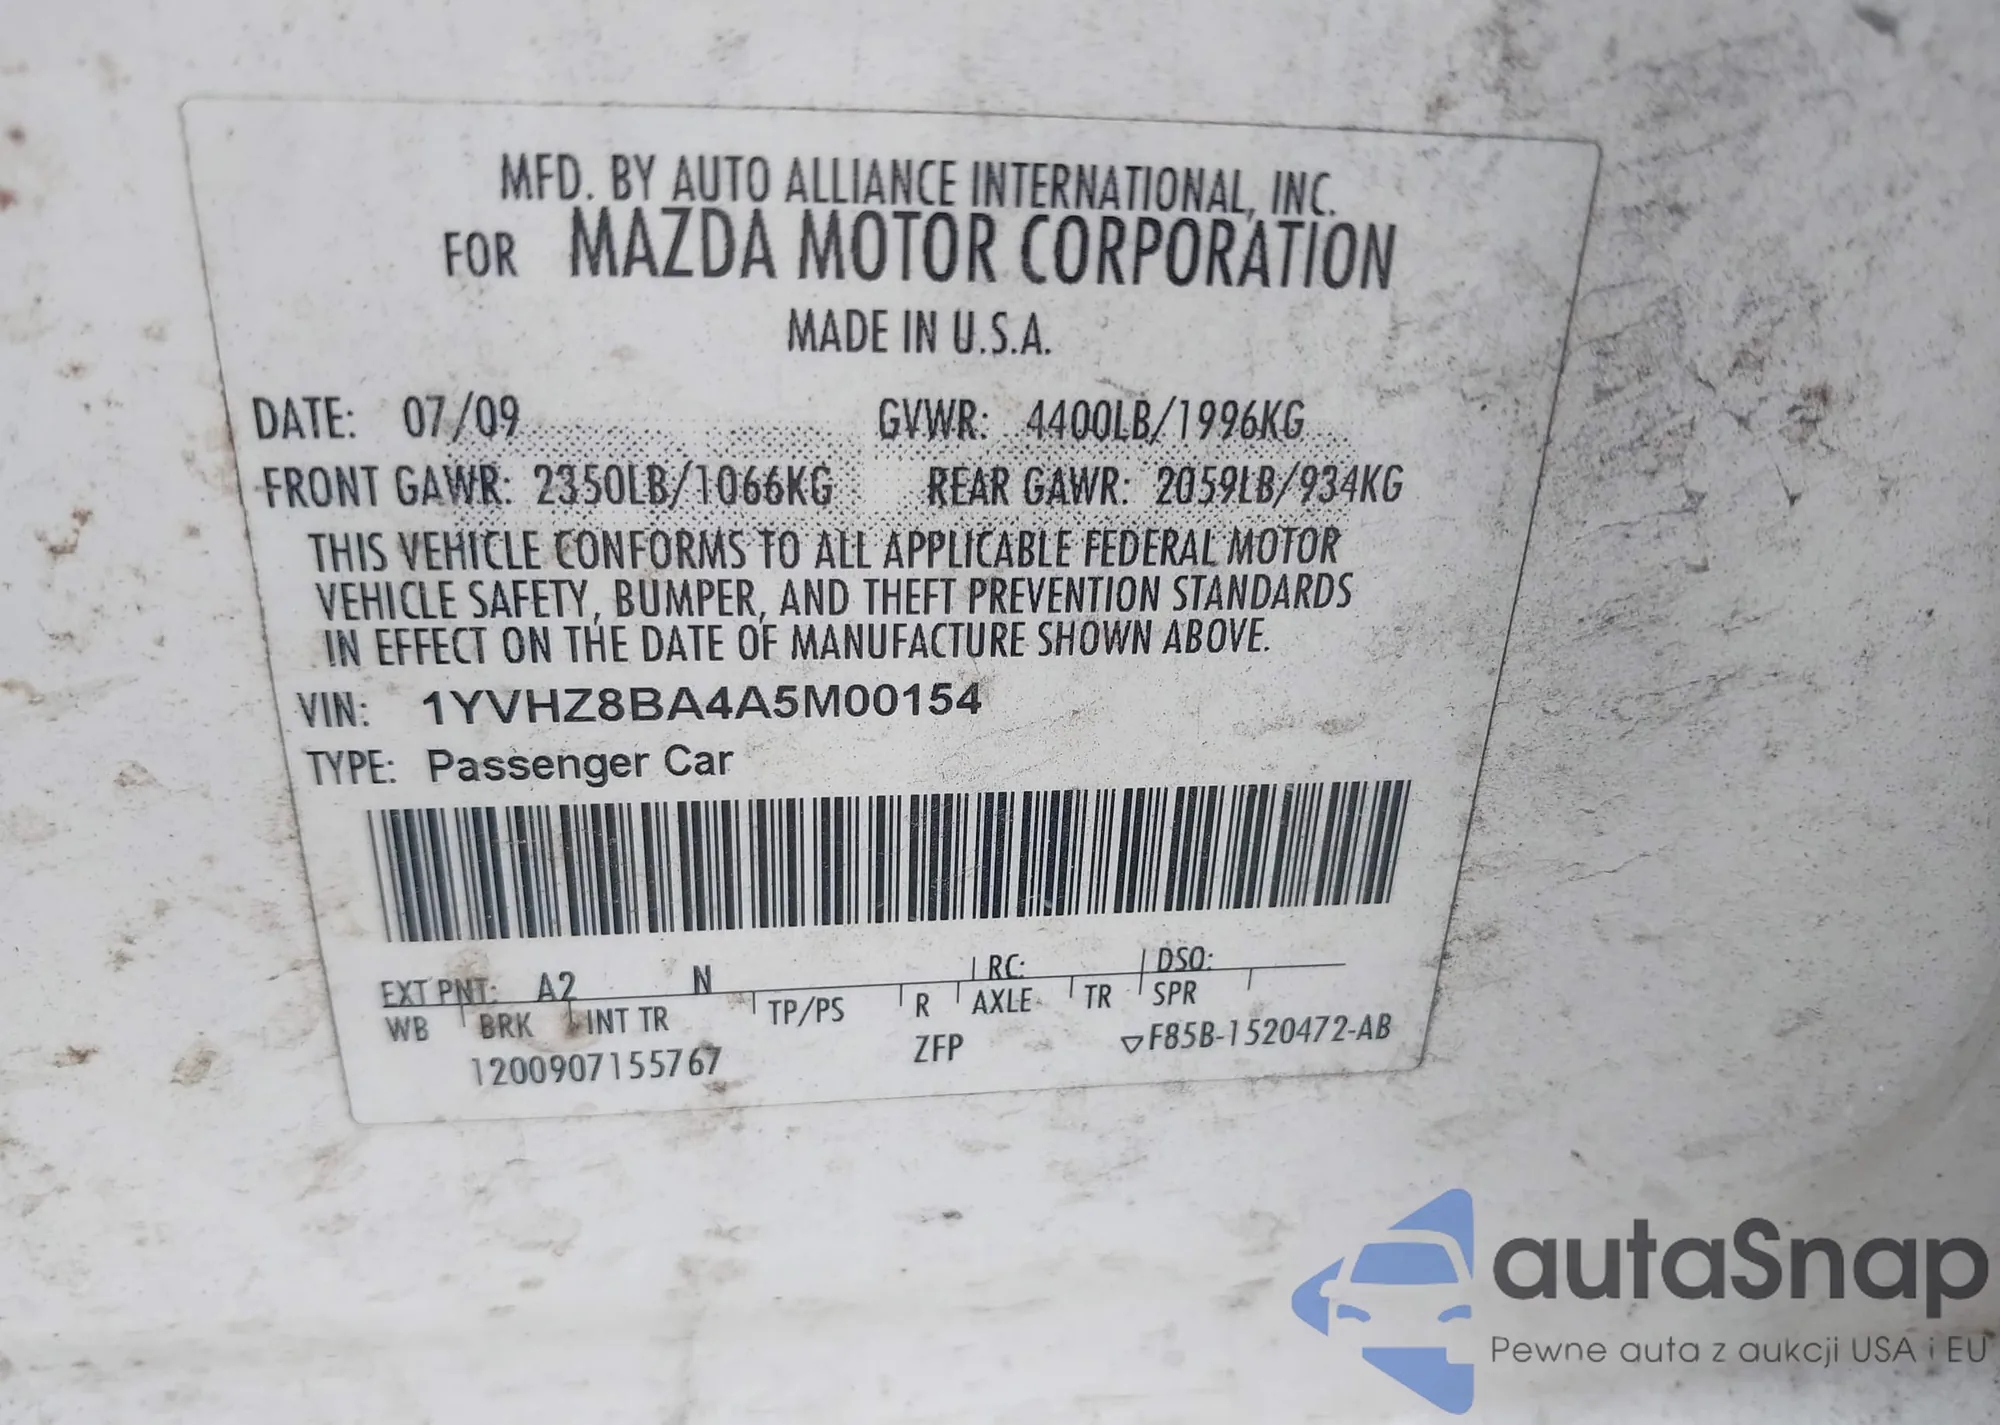 MFD. BY AUTO ALLIANCE INTERNATIONAL, INC.
FOR MAZDA MOTOR CORPORATION
MADE IN U.S.A.
DATE: 07/09 GVWR: 4400LB/1996KG
FRONT GAWR: 2350LB/1066KG REAR GAWR: 2059LB/934KG
THIS VEHICLE CONFORMS TO ALL APPLICABLE FEDERAL MOTOR
VEHICLE SAFETY, BUMPER, AND THEFT PREVENTION STANDARDS
IN EFFECT ON THE DATE OF MANUFACTURE SHOWN ABOVE.
VIN: 1YVHZ8BA4A5M00154
TYPE: Passenger Car
EXT PNT: A2 N RC: DSO:
WB BRK INT TR TP/PS R AXLE TR SPR
1200907155767 ZFP ▽F85B-1520472-AB
autaSnap
Pewne auta z aukcji USA i EU